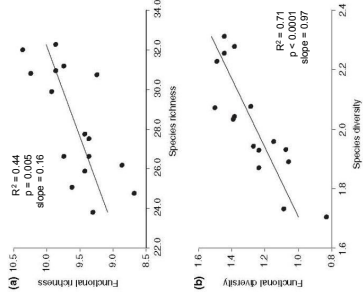 (a)
R² = 0.44
p = 0.005
slope = 0.16
Functional richness
10.5
10.0
9.5
9.0
8.5
22.0 24.0 26.0 28.0 30.0 32.0 34.0
Species richness
(b)
R² = 0.71
p < 0.0001
slope = 0.97
Functional diversity
1.6
1.4
1.2
1.0
0.8
1.6 1.8 2.0 2.2 2.4
Species diversity